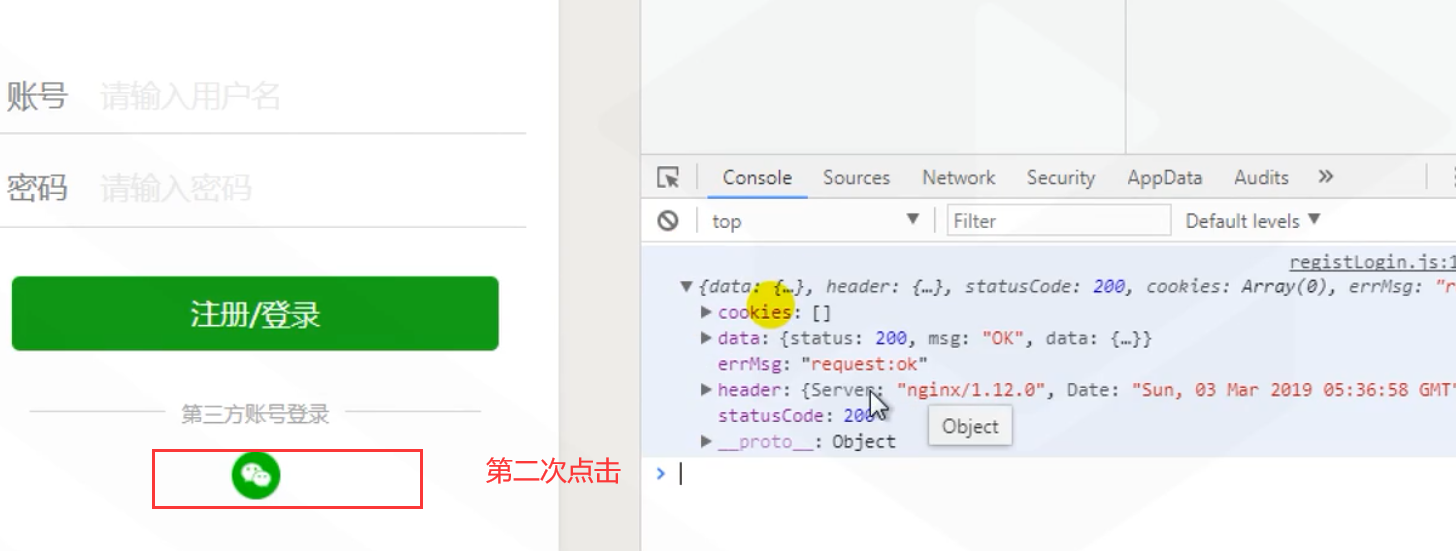 账号 请输入用户名
密码 请输入密码
注册/登录
第三方账号登录
第二次点击
Console Sources Network Security AppData Audits »
top Filter Default levels
registLogin.js:1
{data: {…}, header: {…}, statusCode: 200, cookies: Array(0), errMsg: "r
cookies: []
data: {status: 200, msg: "OK", data: {…}}
errMsg: "request:ok"
header: {Server: "nginx/1.12.0", Date: "Sun, 03 Mar 2019 05:36:58 GMT"
statusCode: 200
Object
__proto__: Object